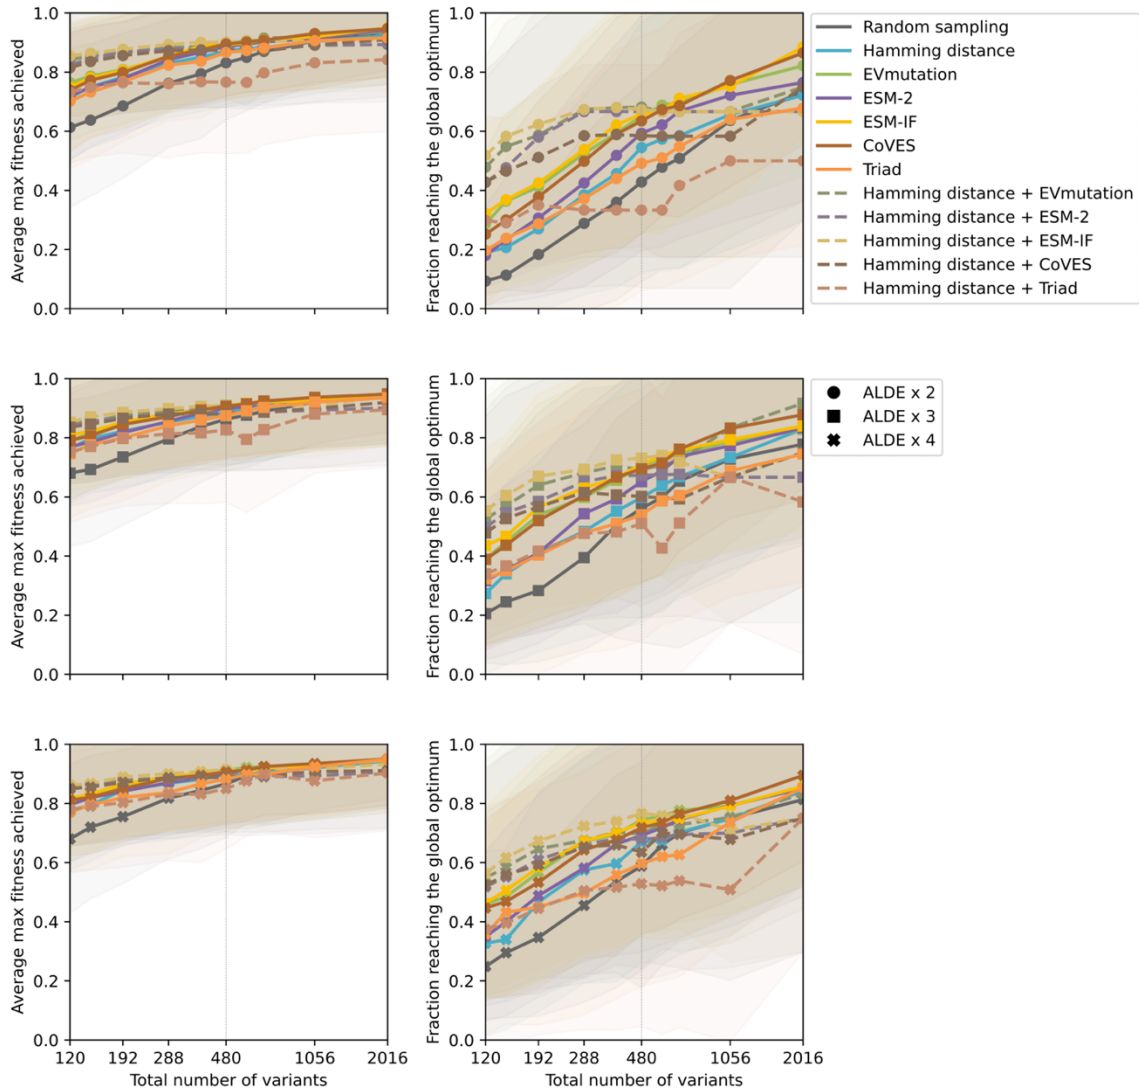 Average max fitness achieved
1.0
0.8
0.6
0.4
0.2
0.0
Fraction reaching the global optimum
1.0
0.8
0.6
0.4
0.2
0.0
Random sampling
Hamming distance
EVmutation
ESM-2
ESM-IF
CoVES
Triad
Hamming distance + EVmutation
Hamming distance + ESM-2
Hamming distance + ESM-IF
Hamming distance + CoVES
Hamming distance + Triad
Average max fitness achieved
1.0
0.8
0.6
0.4
0.2
0.0
Fraction reaching the global optimum
1.0
0.8
0.6
0.4
0.2
0.0
ALDE x 2
ALDE x 3
ALDE x 4
Average max fitness achieved
1.0
0.8
0.6
0.4
0.2
0.0
120 192 288 480 1056 2016
Total number of variants
Fraction reaching the global optimum
1.0
0.8
0.6
0.4
0.2
0.0
120 192 288 480 1056 2016
Total number of variants